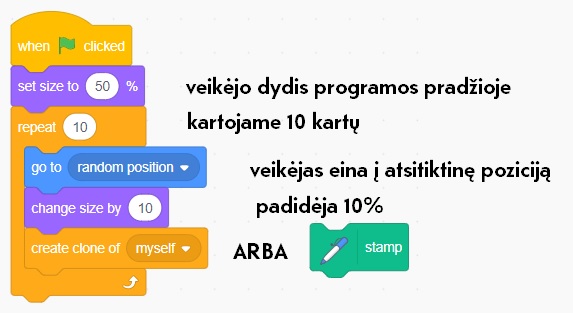 when clicked
set size to 50 %
veikėjo dydis programos pradžioje
repeat 10
kartojame 10 kartų
go to random position
veikėjas eina į atsitiktinę poziciją
change size by 10
padidėja 10%
create clone of myself
ARBA
stamp